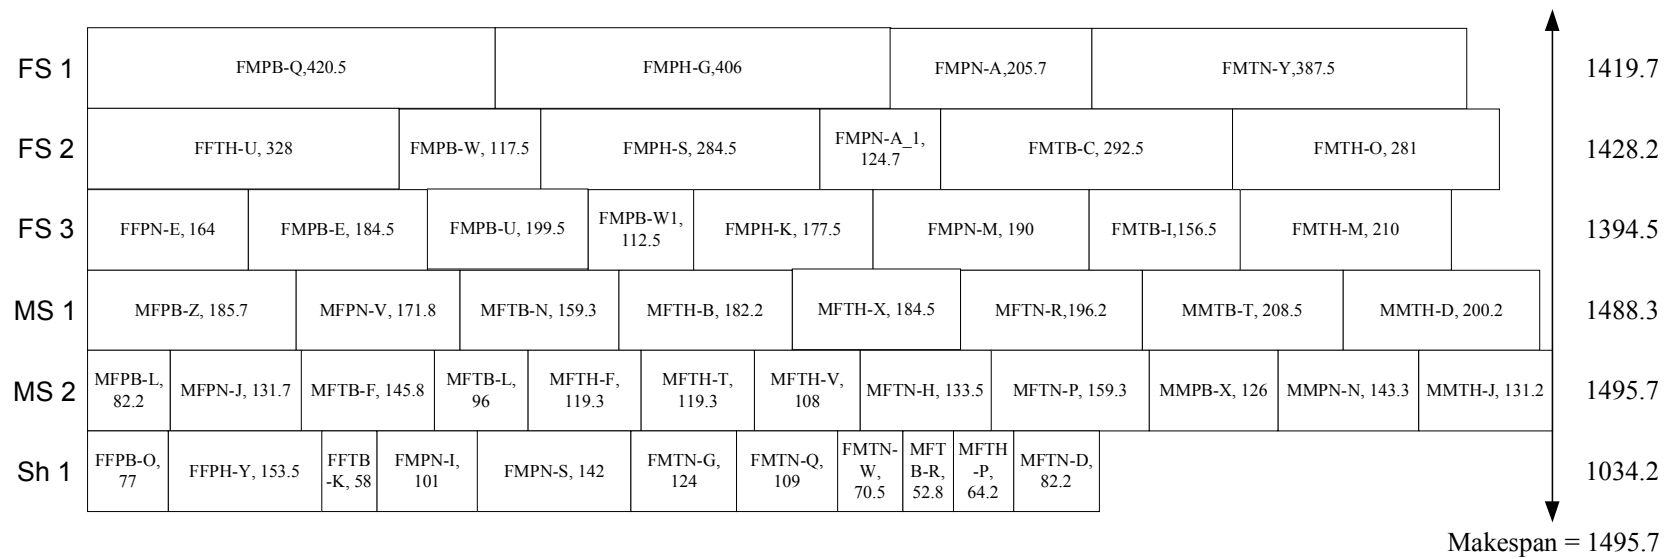 FS 1
FMPB-Q,420.5
FMPH-G,406
FMPN-A,205.7
FMTN-Y,387.5
1419.7
FS 2
FFTH-U, 328
FMPB-W, 117.5
FMPH-S, 284.5
FMPN-A_1,
124.7
FMTB-C, 292.5
FMTH-O, 281
1428.2
FS 3
FFPN-E, 164
FMPB-E, 184.5
FMPB-U, 199.5
FMPB-W1,
112.5
FMPH-K, 177.5
FMPN-M, 190
FMTB-I,156.5
FMTH-M, 210
1394.5
MS 1
MFPB-Z, 185.7
MFPN-V, 171.8
MFTB-N, 159.3
MFTH-B, 182.2
MFTH-X, 184.5
MFTN-R,196.2
MMTB-T, 208.5
MMTH-D, 200.2
1488.3
MS 2
MFPB-L,
82.2
MFPN-J, 131.7
MFTB-F, 145.8
MFTB-L,
96
MFTH-F,
119.3
MFTH-T,
119.3
MFTH-V,
108
MFTN-H, 133.5
MFTN-P, 159.3
MMPB-X, 126
MMPN-N, 143.3
MMTH-J, 131.2
1495.7
Sh 1
FFPB-O,
77
FFPH-Y, 153.5
FFTB
-K, 58
FMPN-I,
101
FMPN-S, 142
FMTN-G,
124
FMTN-Q,
109
FMTN-
W,
70.5
MFT
B-R,
52.8
MFTH
-P,
64.2
MFTN-D,
82.2
1034.2
Makespan = 1495.7